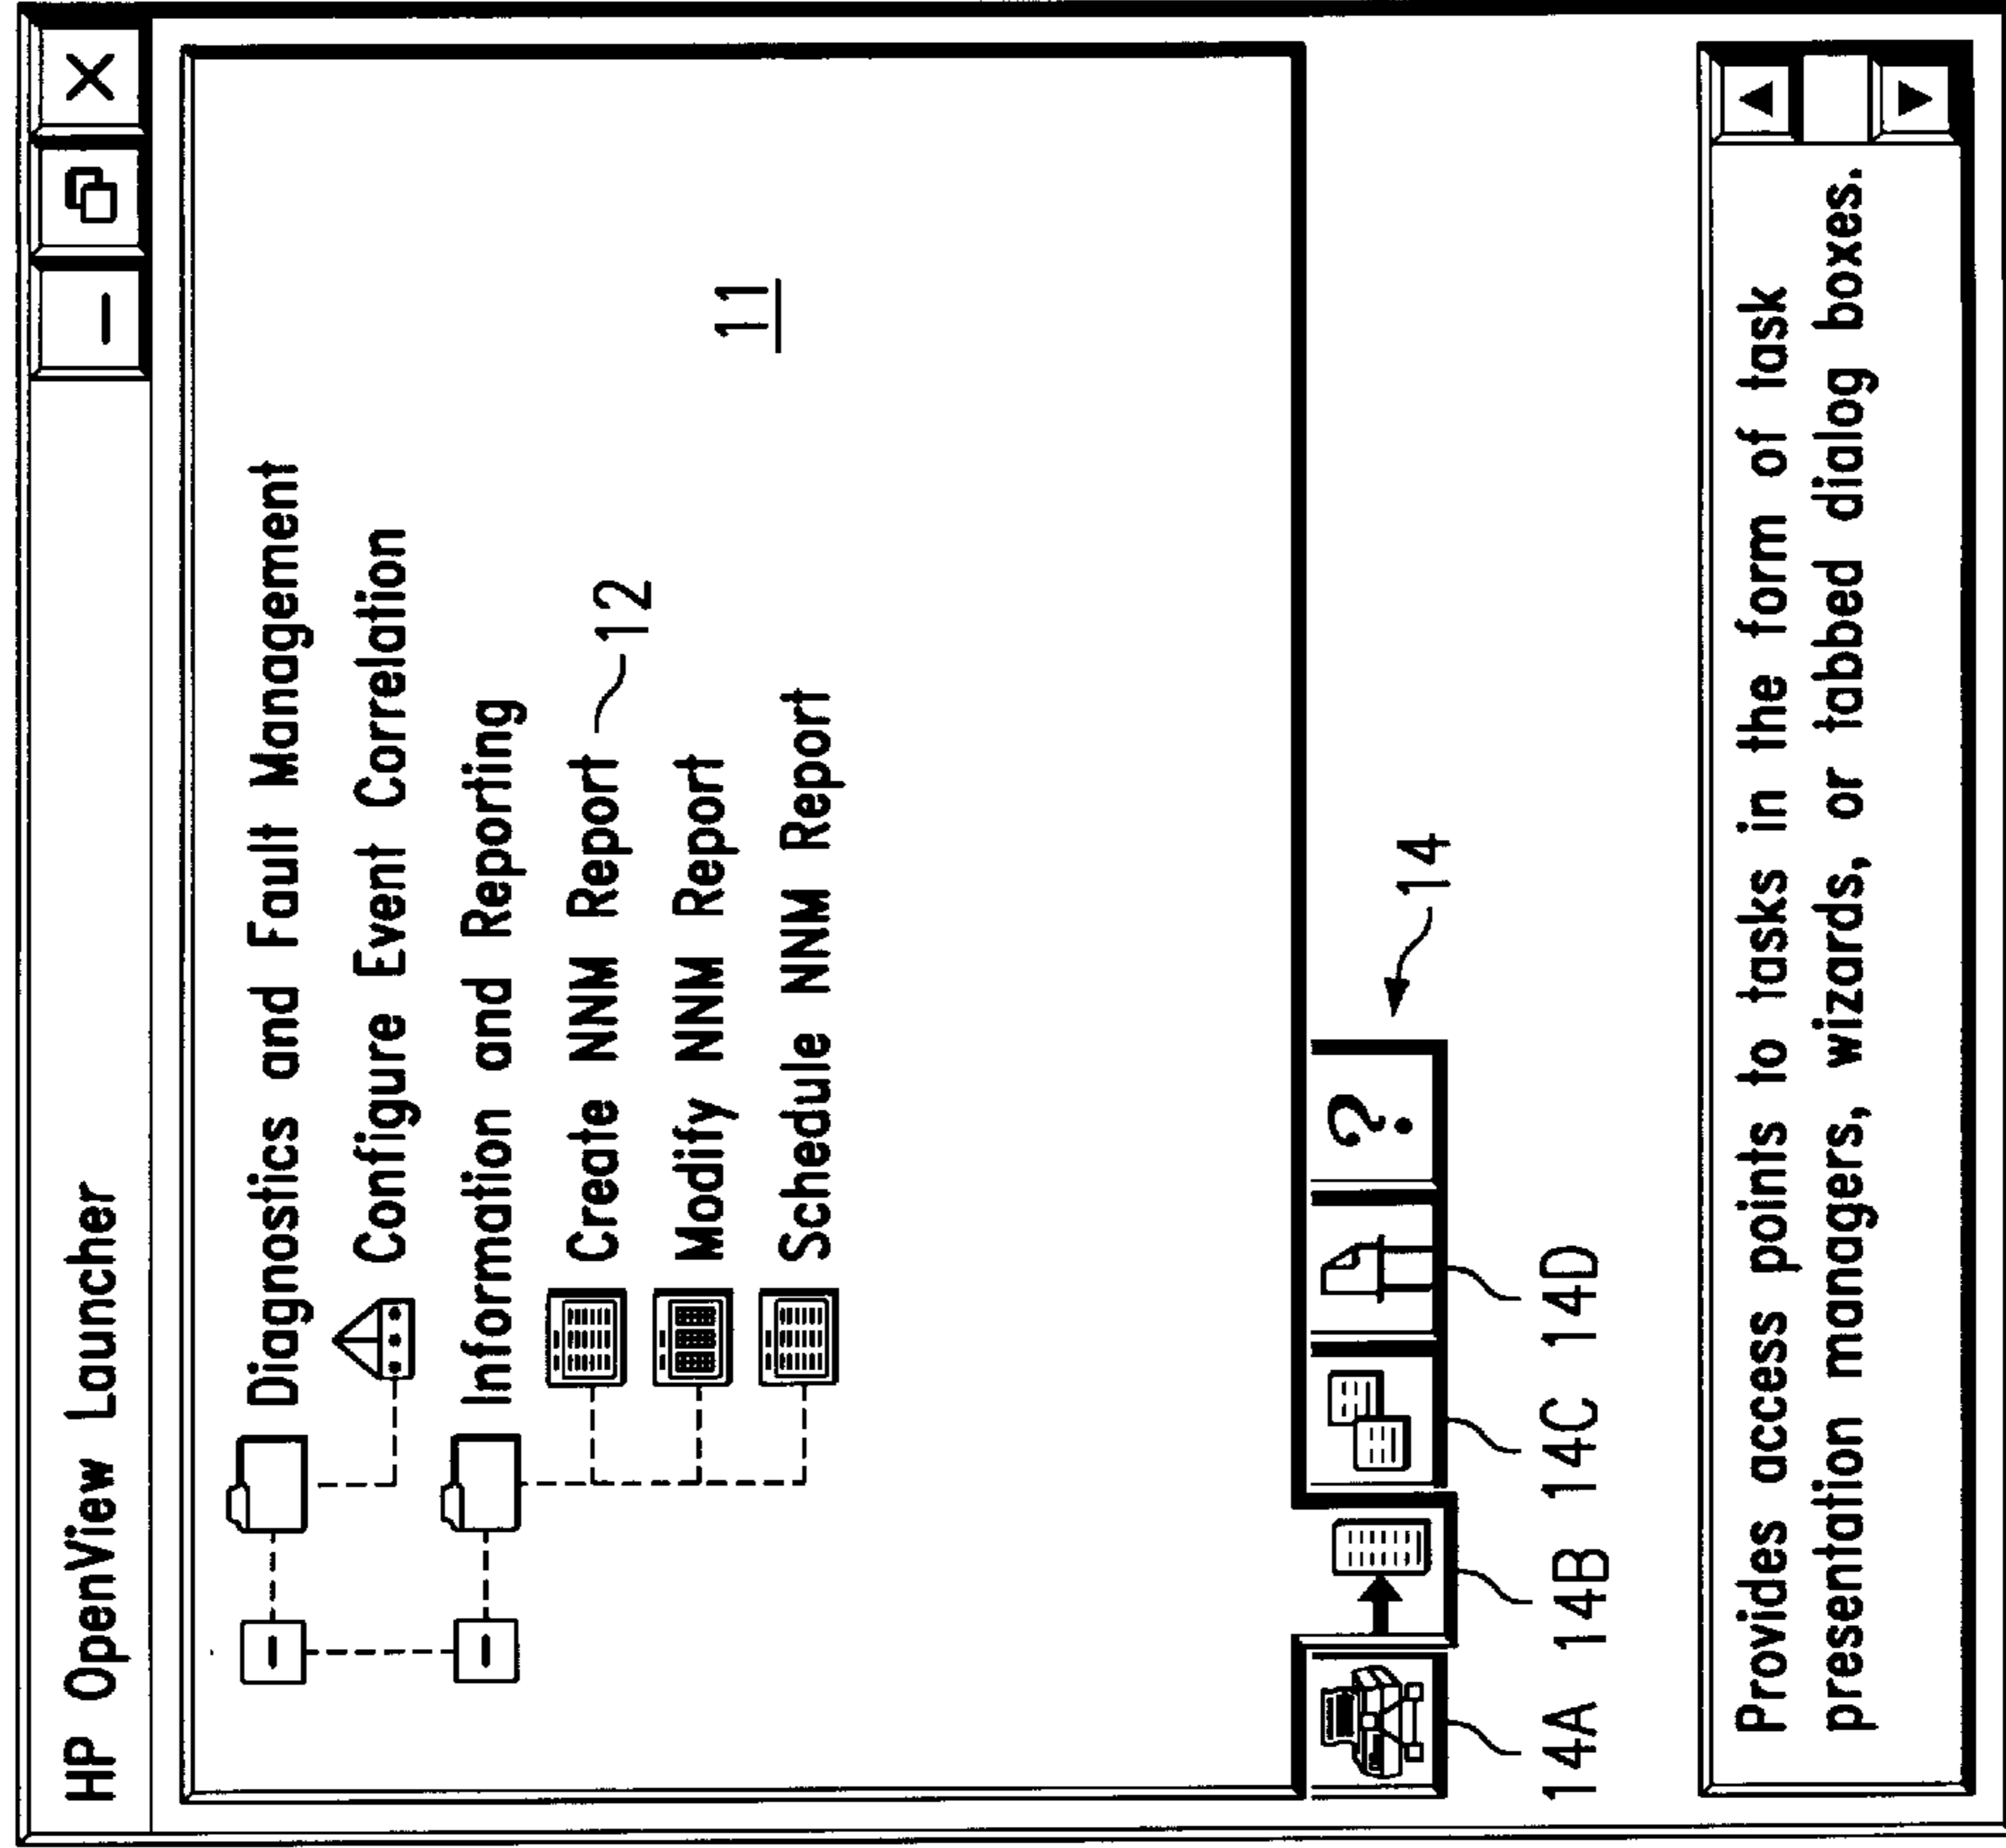 HP OpenView Launcher
Diagnostics and Fault Management
Configure Event Correlation
Information and Reporting
Create NNM Report
12
Modify NNM Report
Schedule NNM Report
11
?
14
14A 14B 14C 14D
Provides access points to tasks in the form of task
presentation managers, wizards, or tabbed dialog boxes.